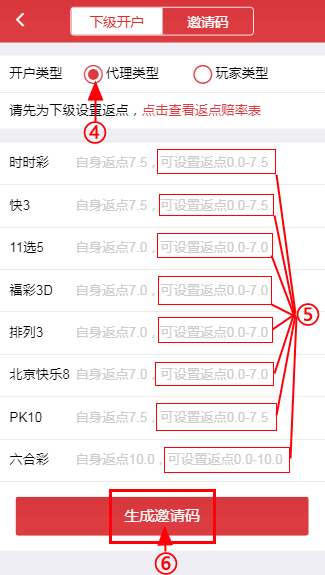 下级开户 邀请码
开户类型 代理类型 玩家类型
④
请先为下级设置返点，点击查看返点赔率表
时时彩 自身返点7.5，可设置返点0.0-7.5
快3 自身返点7.5，可设置返点0.0-7.5
11选5 自身返点7.0，可设置返点0.0-7.0
福彩3D 自身返点7.0，可设置返点0.0-7.0
⑤
排列3 自身返点7.0，可设置返点0.0-7.0
北京快乐8 自身返点7.0，可设置返点0.0-7.0
PK10 自身返点7.5，可设置返点0.0-7.5
六合彩 自身返点10.0，可设置返点0.0-10.0
生成邀请码
⑥